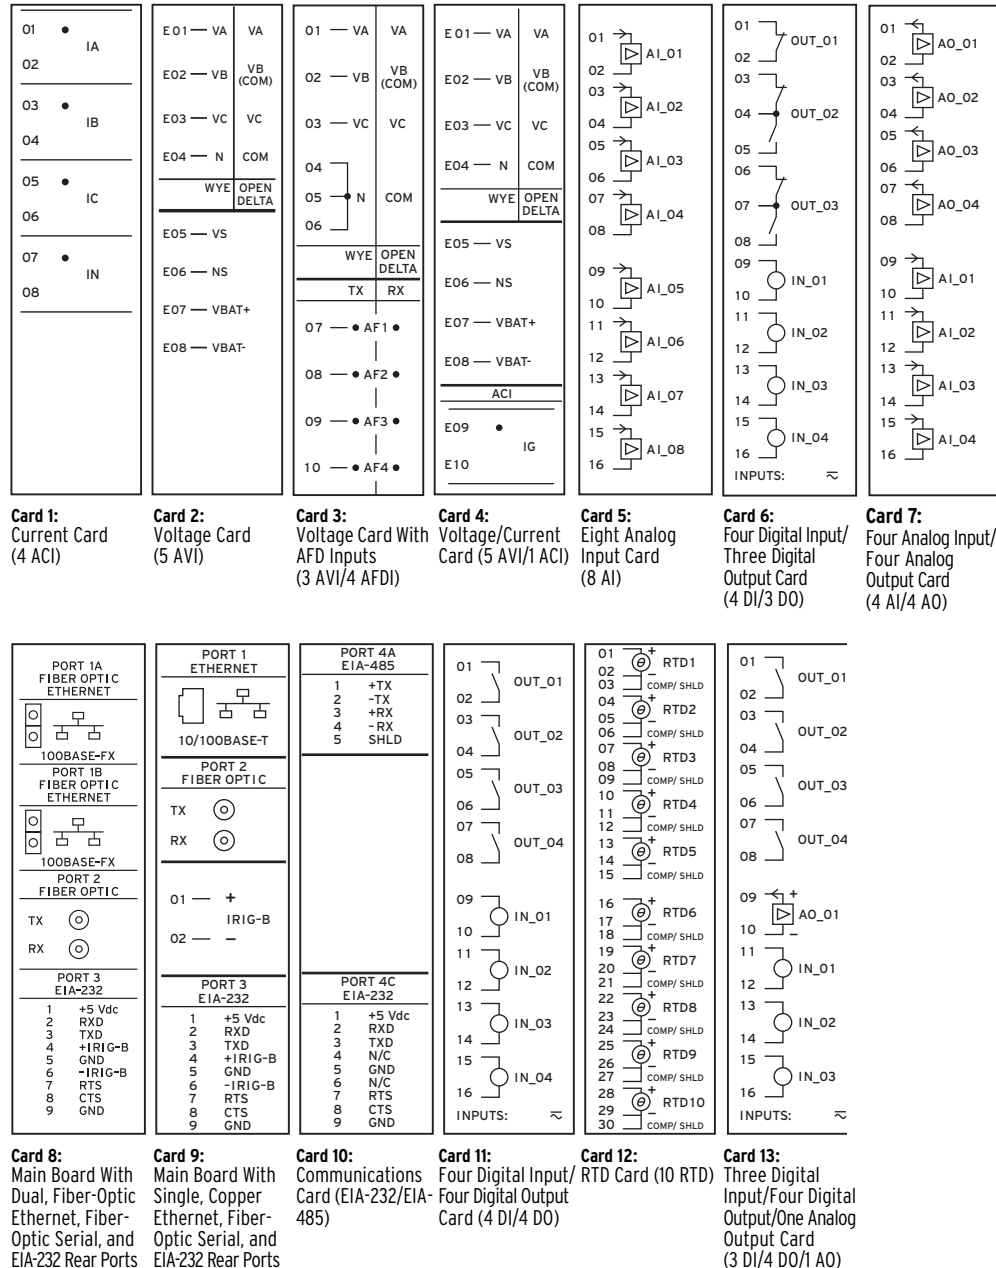 01 IA
02
03 IB
04
05 IC
06
07 IN
08
Card 1:
Current Card
(4 ACI)
E01 VA VA
E02 VB VB
(COM)
E03 VC VC
E04 N COM
WYE OPEN
DELTA
E05 VS
E06 NS
E07 VBAT+
E08 VBAT-
Card 2:
Voltage Card
(5 AVI)
01 VA VA
02 VB VB
(COM)
03 VC VC
04
05 N COM
06
WYE OPEN
DELTA
TX RX
07 AF1
08 AF2
09 AF3
10 AF4
Card 3:
Voltage Card With
AFD Inputs
(3 AVI/4 AFDI)
E01 VA VA
E02 VB VB
(COM)
E03 VC VC
E04 N COM
WYE OPEN
DELTA
E05 VS
E06 NS
E07 VBAT+
E08 VBAT-
ACI
E09 IG
E10
Card 4:
Voltage/Current
Card (5 AVI/1 ACI)
01 AI_01
02
03 AI_02
04
05 AI_03
06
07 AI_04
08
09 AI_05
10
11 AI_06
12
13 AI_07
14
15 AI_08
16
Card 5:
Eight Analog
Input Card
(8 AI)
01 OUT_01
02
03
04 OUT_02
05
06
07 OUT_03
08
09 IN_01
10
11 IN_02
12
13 IN_03
14
15 IN_04
16
INPUTS:
Card 6:
Four Digital Input/
Three Digital
Output Card
(4 DI/3 DO)
01 AO_01
02
03 AO_02
04
05 AO_03
06
07 AO_04
08
09 AI_01
10
11 AI_02
12
13 AI_03
14
15 AI_04
16
Card 7:
Four Analog Input/
Four Analog
Output Card
(4 AI/4 AO)
PORT 1A
FIBER OPTIC
ETHERNET
100BASE-FX
PORT 1B
FIBER OPTIC
ETHERNET
100BASE-FX
PORT 2
FIBER OPTIC
TX
RX
PORT 3
EIA-232
1 +5 Vdc
2 RXD
3 TXD
4 +IRIG-B
5 GND
6 -IRIG-B
7 RTS
8 CTS
9 GND
Card 8:
Main Board With
Dual, Fiber-Optic
Ethernet, Fiber-
Optic Serial, and
EIA-232 Rear Ports
PORT 1
ETHERNET
10/100BASE-T
PORT 2
FIBER OPTIC
TX
RX
01 +
IRIG-B
02 -
PORT 3
EIA-232
1 +5 Vdc
2 RXD
3 TXD
4 +IRIG-B
5 GND
6 -IRIG-B
7 RTS
8 CTS
9 GND
Card 9:
Main Board With
Single, Copper
Ethernet, Fiber-
Optic Serial, and
EIA-232 Rear Ports
PORT 4A
EIA-485
1 +TX
2 -TX
3 +RX
4 -RX
5 SHLD
PORT 4C
EIA-232
1 +5 Vdc
2 RXD
3 TXD
4 N/C
5 GND
6 N/C
7 RTS
8 CTS
9 GND
Card 10:
Communications
Card (EIA-232/EIA-
485)
01 OUT_01
02
03 OUT_02
04
05 OUT_03
06
07 OUT_04
08
09 IN_01
10
11 IN_02
12
13 IN_03
14
15 IN_04
16
INPUTS:
Card 11:
Four Digital Input/
Four Digital Output
Card (4 DI/4 DO)
01 + RTD1
02 -
03 COMP/ SHLD
04 + RTD2
05 -
06 COMP/ SHLD
07 + RTD3
08 -
09 COMP/ SHLD
10 + RTD4
11 -
12 COMP/ SHLD
13 + RTD5
14 -
15 COMP/ SHLD
16 + RTD6
17 -
18 COMP/ SHLD
19 + RTD7
20 -
21 COMP/ SHLD
22 + RTD8
23 -
24 COMP/ SHLD
25 + RTD9
26 -
27 COMP/ SHLD
28 + RTD10
29 -
30 COMP/ SHLD
Card 12:
RTD Card (10 RTD)
01 OUT_01
02
03 OUT_02
04
05 OUT_03
06
07 OUT_04
08
09 +
AO_01
10 -
11 IN_01
12
13 IN_02
14
15 IN_03
16
INPUTS:
Card 13:
Three Digital
Input/Four Digital
Output/One Analog
Output Card
(3 DI/4 DO/1 AO)